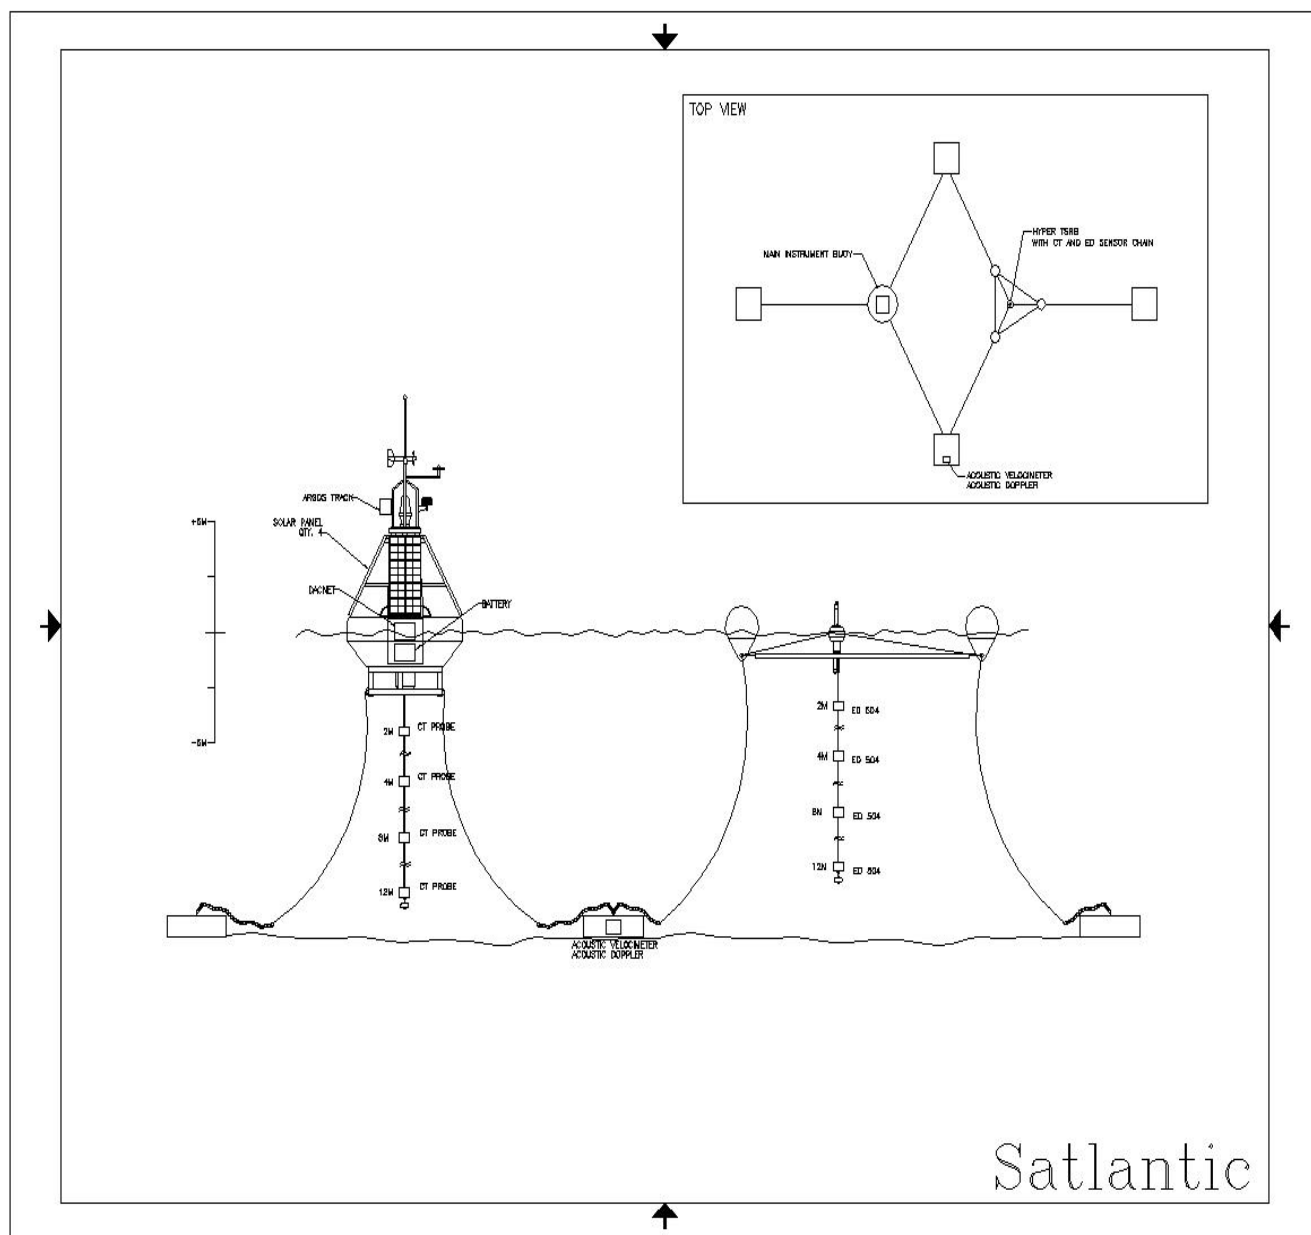 TOP VIEW
HYPER TSRB
WITH CT AND ED SENSOR CHAIN
MAIN INSTRUMENT BUOY
ACOUSTIC VELOCIMETER
ACOUSTIC DOPPLER
ARGOS TRACK
+5M
SOLAR PANEL
QTY. 4
DACNET
BATTERY
-5M
2M CT PROBE
4M CT PROBE
8M CT PROBE
12M CT PROBE
2M ED 504
4M ED 504
8M ED 504
12M ED 504
ACOUSTIC VELOCIMETER
ACOUSTIC DOPPLER
Satlantic